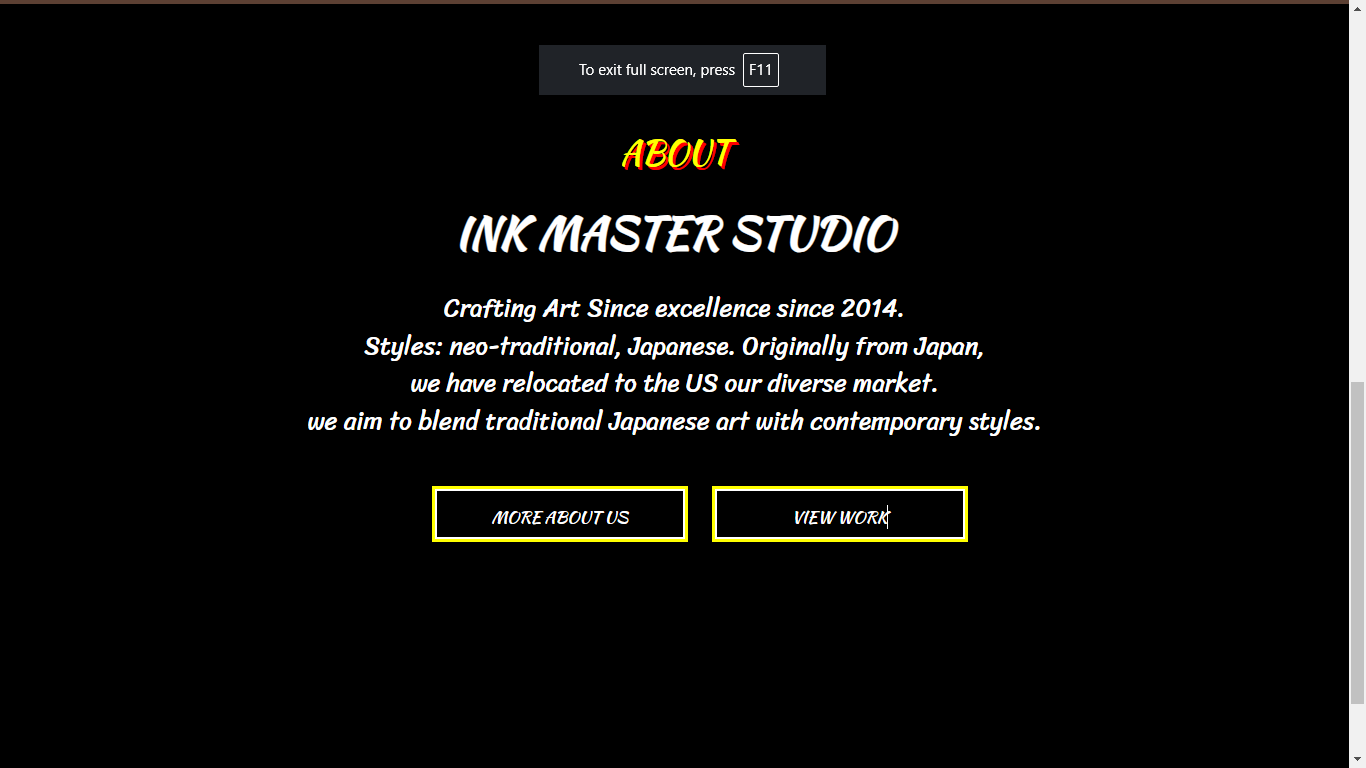 To exit full screen, press F11
ABOUT
INK MASTER STUDIO
Crafting Art Since excellence since 2014.
Styles: neo-traditional, Japanese. Originally from Japan,
we have relocated to the US our diverse market.
we aim to blend traditional Japanese art with contemporary styles.
MORE ABOUT US
VIEW WORK